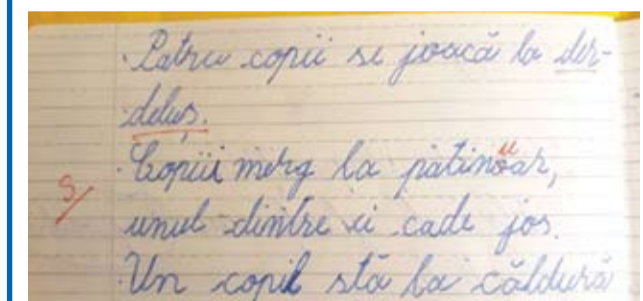 Patru copii se joacă la der-
deluș.
S/ Copiii merg la patinoar,
unul dintre ei cade jos.
Un copil stă la căldură